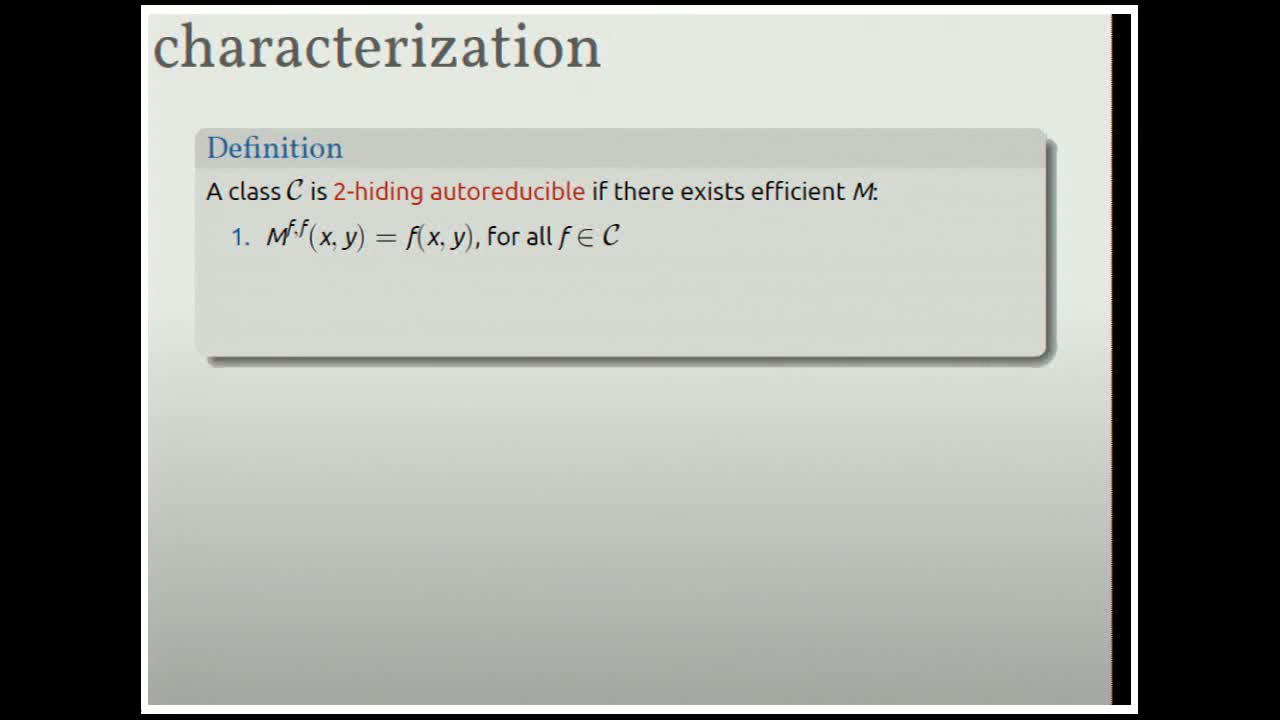 characterization
Definition
A class 𝒞 is 2-hiding autoreducible if there exists efficient M:
1. M^{f,f}(x, y) = f(x, y), for all f ∈ 𝒞